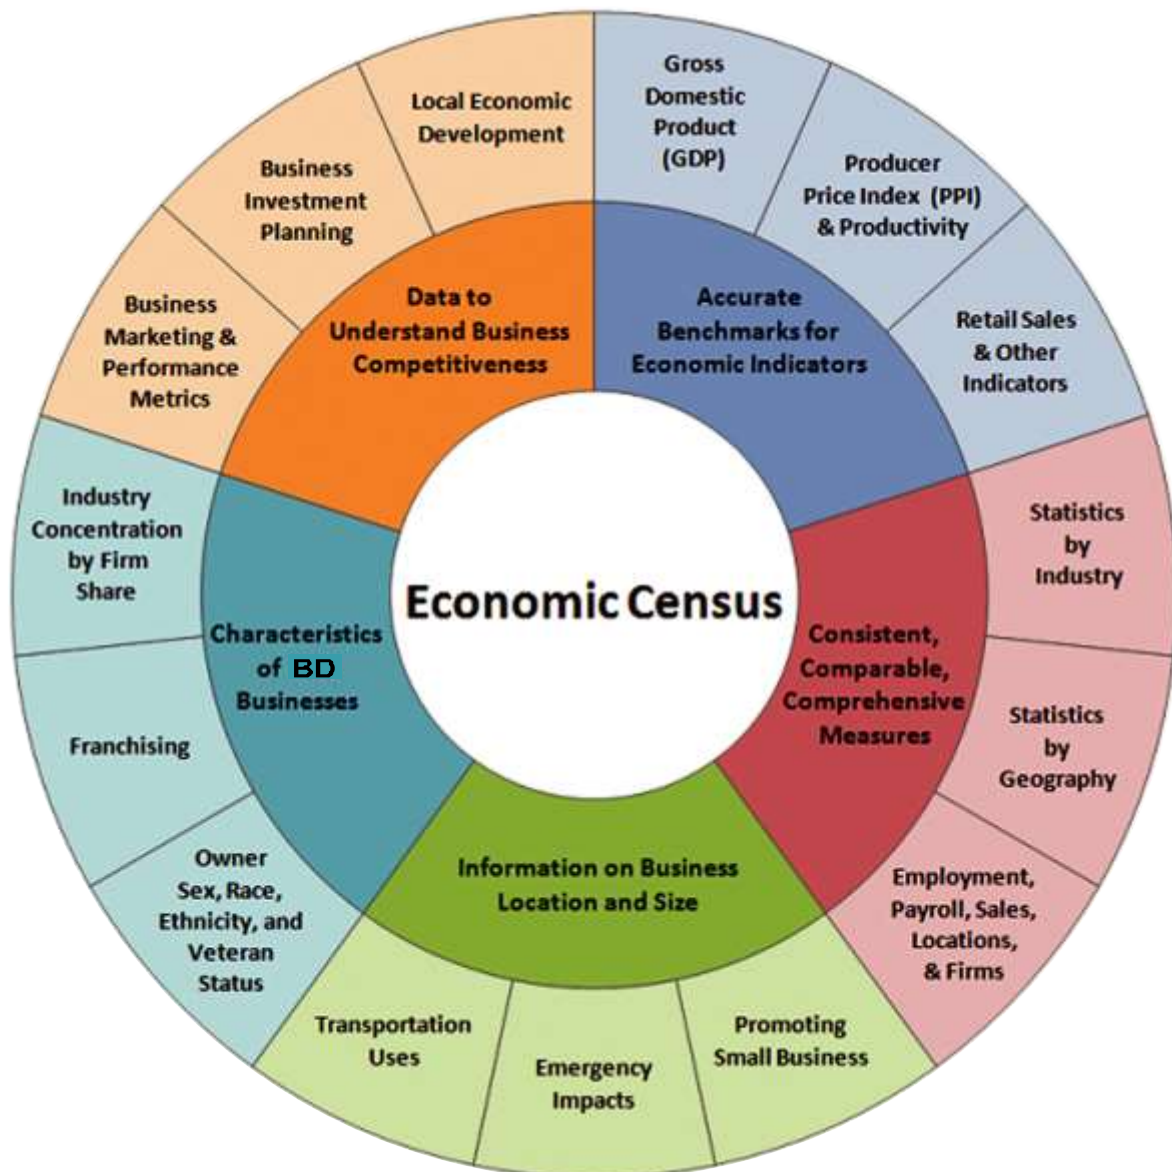 Economic Census
Accurate
Benchmarks for
Economic Indicators
Gross
Domestic
Product
(GDP)
Producer
Price Index (PPI)
& Productivity
Retail Sales
& Other
Indicators
Consistent,
Comparable,
Comprehensive
Measures
Statistics
by
Industry
Statistics
by
Geography
Employment,
Payroll, Sales,
Locations,
& Firms
Information on Business
Location and Size
Promoting
Small Business
Emergency
Impacts
Transportation
Uses
Characteristics
of BD
Businesses
Owner
Sex, Race,
Ethnicity, and
Veteran
Status
Franchising
Industry
Concentration
by Firm
Share
Data to
Understand Business
Competitiveness
Business
Marketing &
Performance
Metrics
Business
Investment
Planning
Local Economic
Development